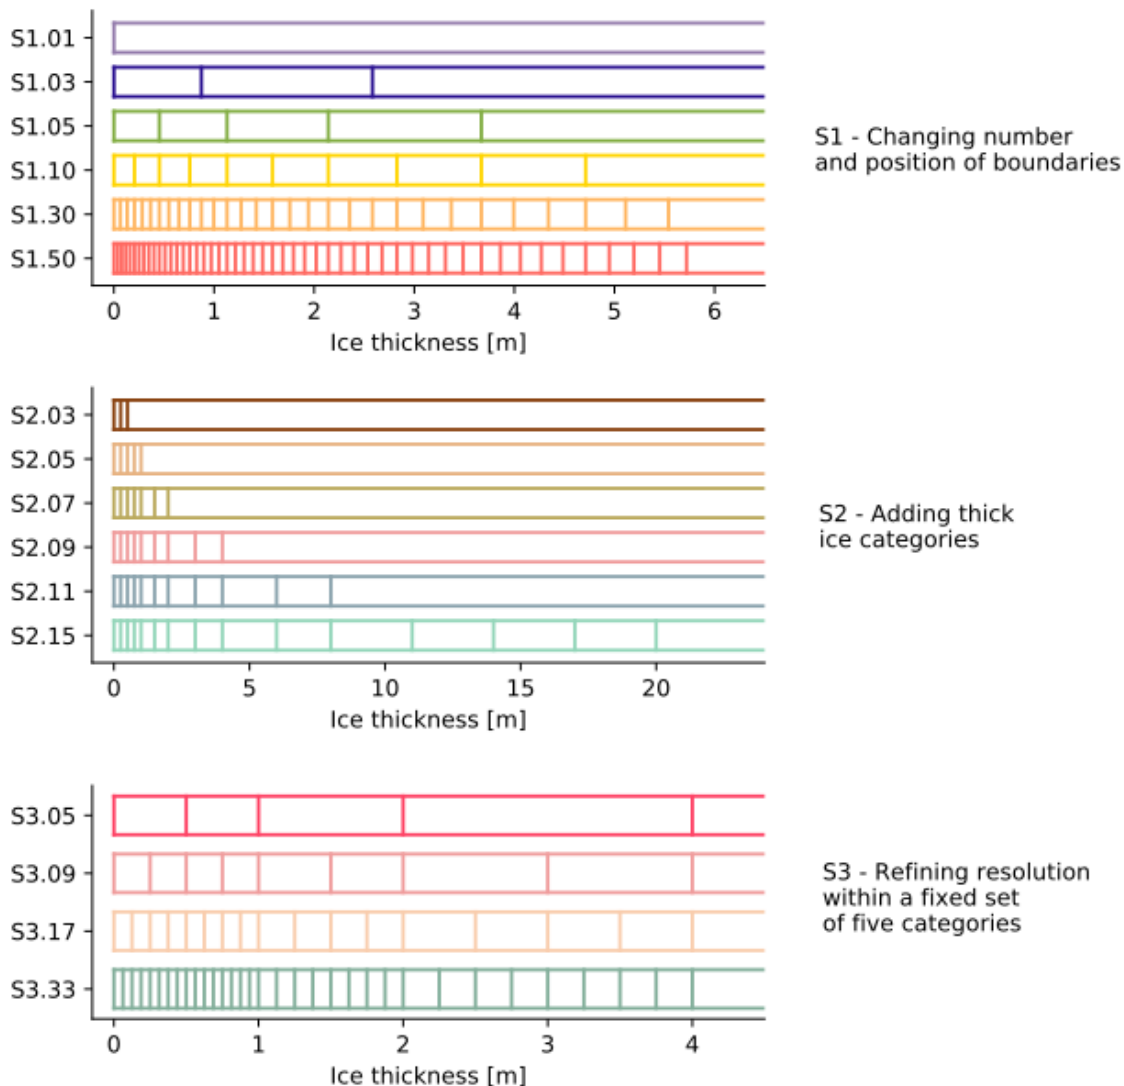 S1.01
S1.03
S1.05
S1.10
S1.30
S1.50
0 1 2 3 4 5 6
Ice thickness [m]
S1 - Changing number
and position of boundaries
S2.03
S2.05
S2.07
S2.09
S2.11
S2.15
0 5 10 15 20
Ice thickness [m]
S2 - Adding thick
ice categories
S3.05
S3.09
S3.17
S3.33
0 1 2 3 4
Ice thickness [m]
S3 - Refining resolution
within a fixed set
of five categories